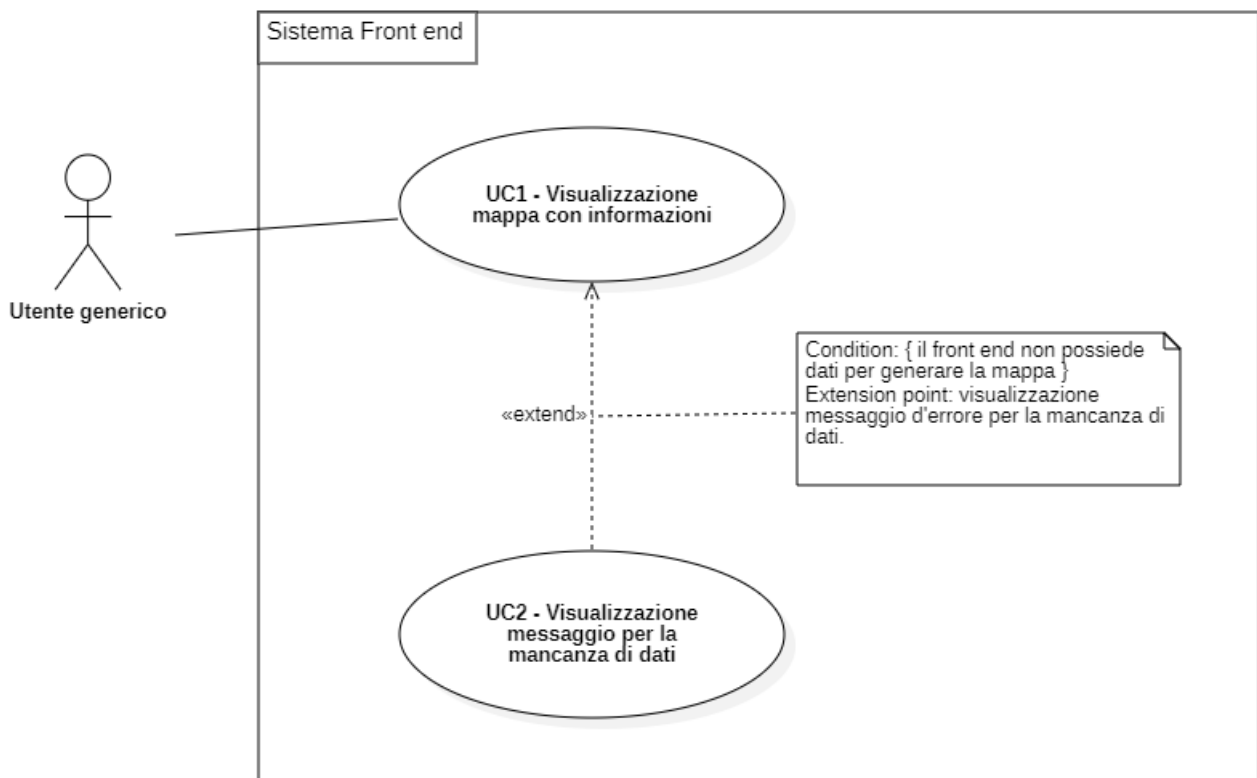 Sistema Front end
UC1 - Visualizzazione
mappa con informazioni
Utente generico
Condition: { il front end non possiede
dati per generare la mappa }
Extension point: visualizzazione
messaggio d'errore per la mancanza di
dati.
«extend»
UC2 - Visualizzazione
messaggio per la
mancanza di dati